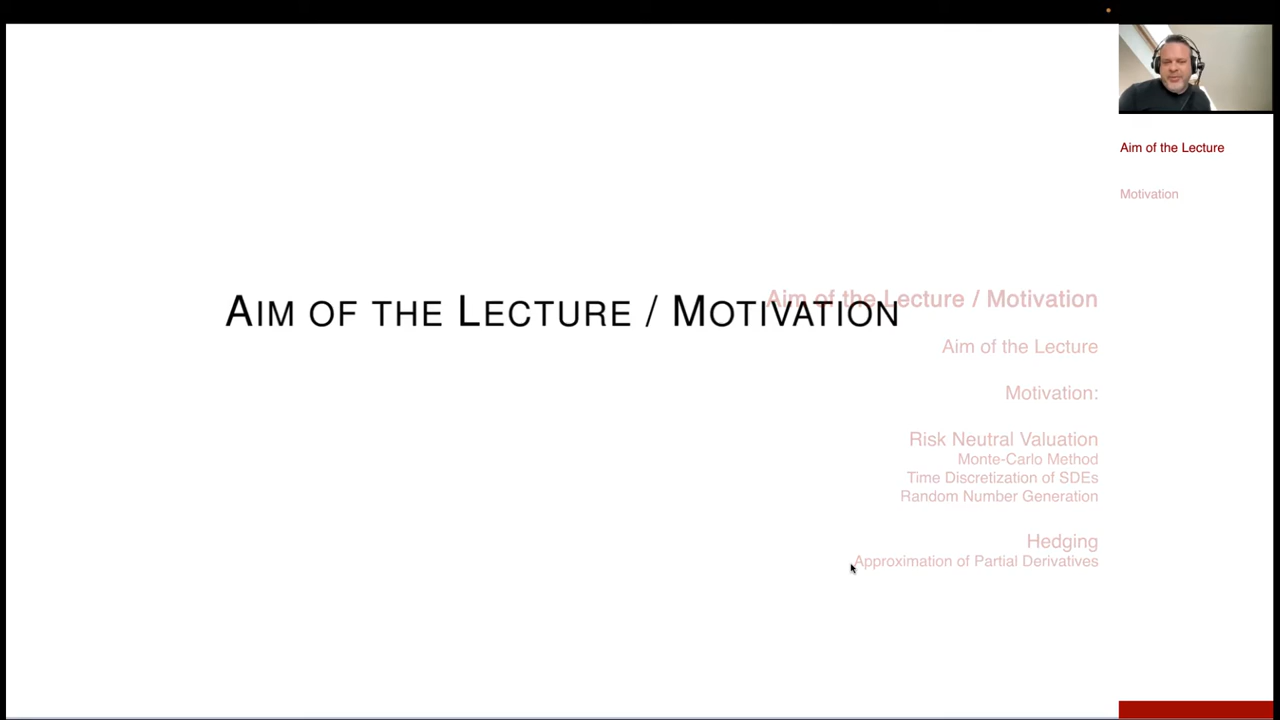 AIM OF THE LECTURE / MOTIVATION
Aim of the Lecture / Motivation
Aim of the Lecture
Motivation:
Risk Neutral Valuation
Monte-Carlo Method
Time Discretization of SDEs
Random Number Generation
Hedging
Approximation of Partial Derivatives
Aim of the Lecture
Motivation